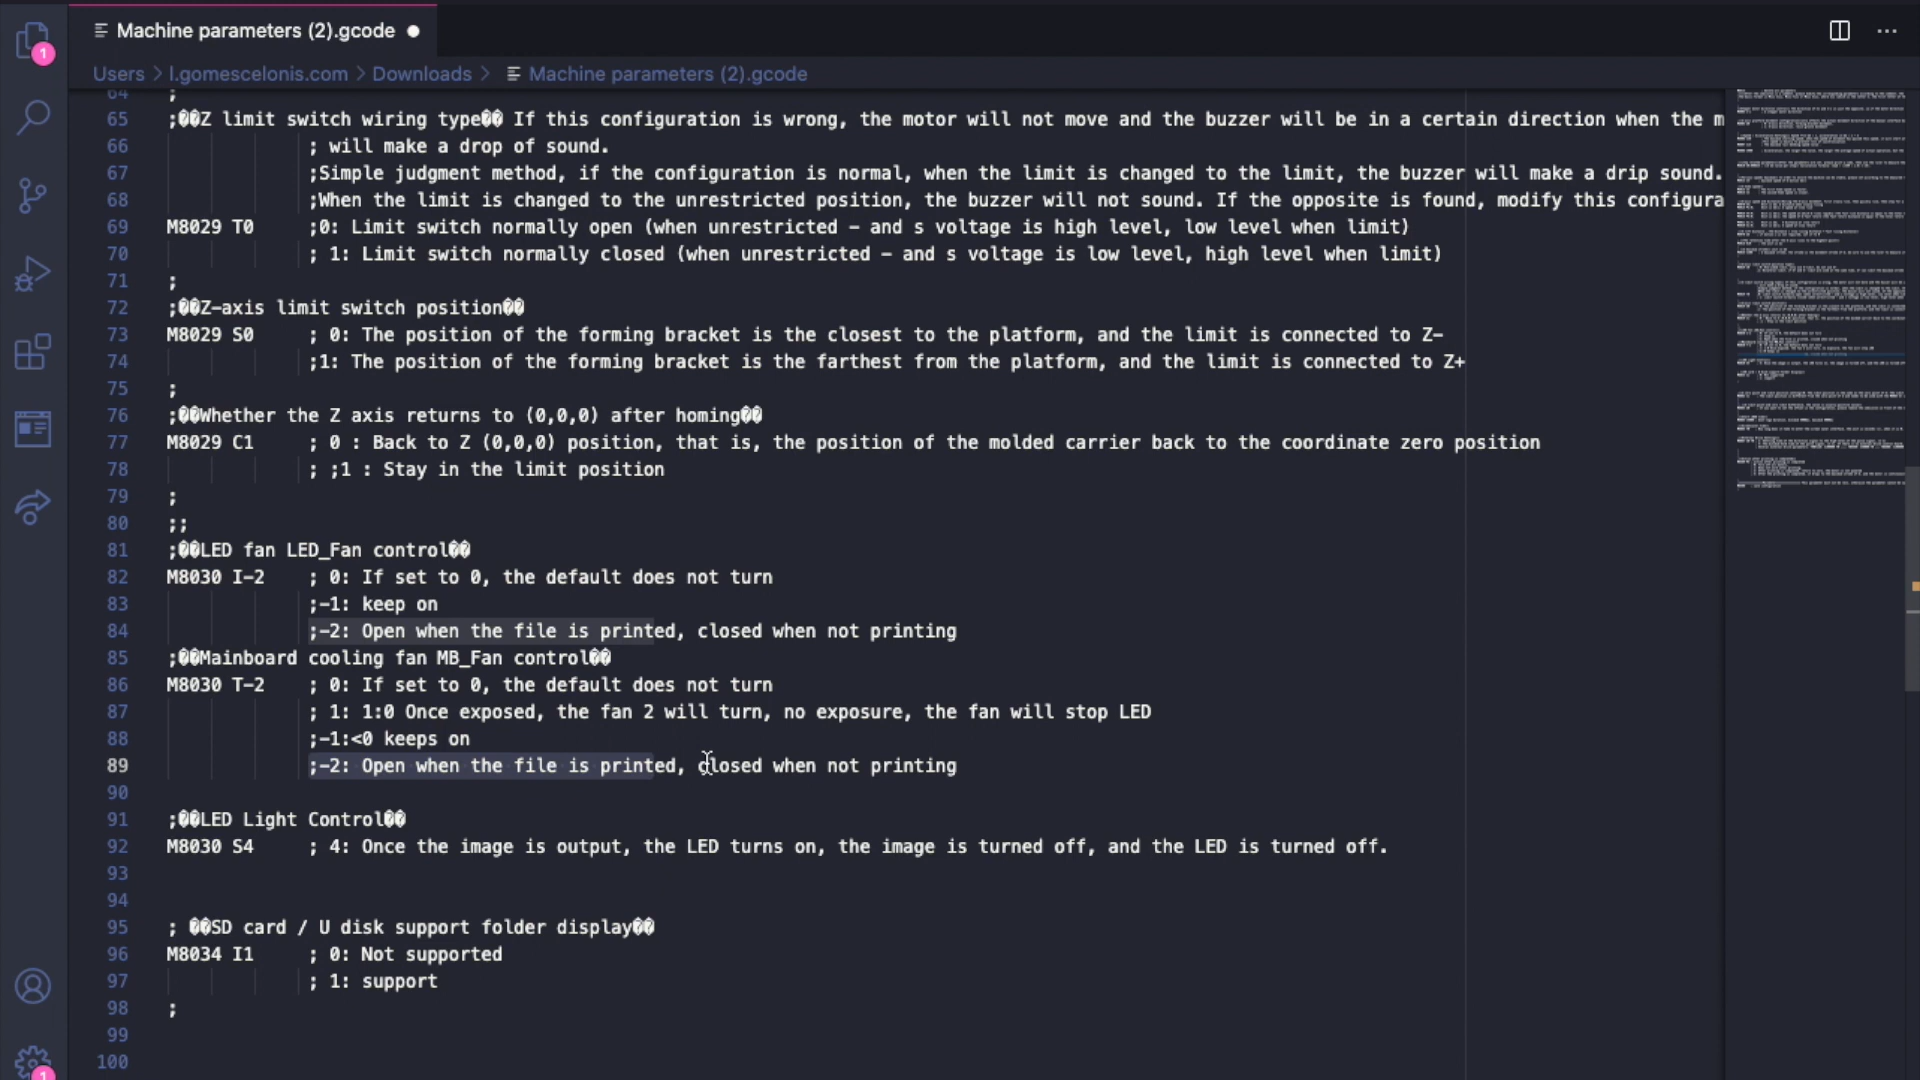 Machine parameters (2).gcode
1
Users > l.gomescelonis.com > Downloads > Machine parameters (2).gcode
64 ;
65 ;��Z limit switch wiring type�� If this configuration is wrong, the motor will not move and the buzzer will be in a certain direction when the m
66 ; will make a drop of sound.
67 ;Simple judgment method, if the configuration is normal, when the limit is changed to the limit, the buzzer will make a drip sound.
68 ;When the limit is changed to the unrestricted position, the buzzer will not sound. If the opposite is found, modify this configura
69 M8029 T0 ;0: Limit switch normally open (when unrestricted - and s voltage is high level, low level when limit)
70 ; 1: Limit switch normally closed (when unrestricted - and s voltage is low level, high level when limit)
71 ;
72 ;��Z-axis limit switch position��
73 M8029 S0 ; 0: The position of the forming bracket is the closest to the platform, and the limit is connected to Z-
74 ;1: The position of the forming bracket is the farthest from the platform, and the limit is connected to Z+
75 ;
76 ;��Whether the Z axis returns to (0,0,0) after homing��
77 M8029 C1 ; 0 : Back to Z (0,0,0) position, that is, the position of the molded carrier back to the coordinate zero position
78 ; ;1 : Stay in the limit position
79 ;
80 ;;
81 ;��LED fan LED_Fan control��
82 M8030 I-2 ; 0: If set to 0, the default does not turn
83 ;-1: keep on
84 ;-2: Open when the file is printed, closed when not printing
85 ;��Mainboard cooling fan MB_Fan control��
86 M8030 T-2 ; 0: If set to 0, the default does not turn
87 ; 1: 1:0 Once exposed, the fan 2 will turn, no exposure, the fan will stop LED
88 ;-1:<0 keeps on
89 ;-2: Open when the file is printed, closed when not printing
90
91 ;��LED Light Control��
92 M8030 S4 ; 4: Once the image is output, the LED turns on, the image is turned off, and the LED is turned off.
93
94
95 ; ��SD card / U disk support folder display��
96 M8034 I1 ; 0: Not supported
97 ; 1: support
98 ;
99
100
1